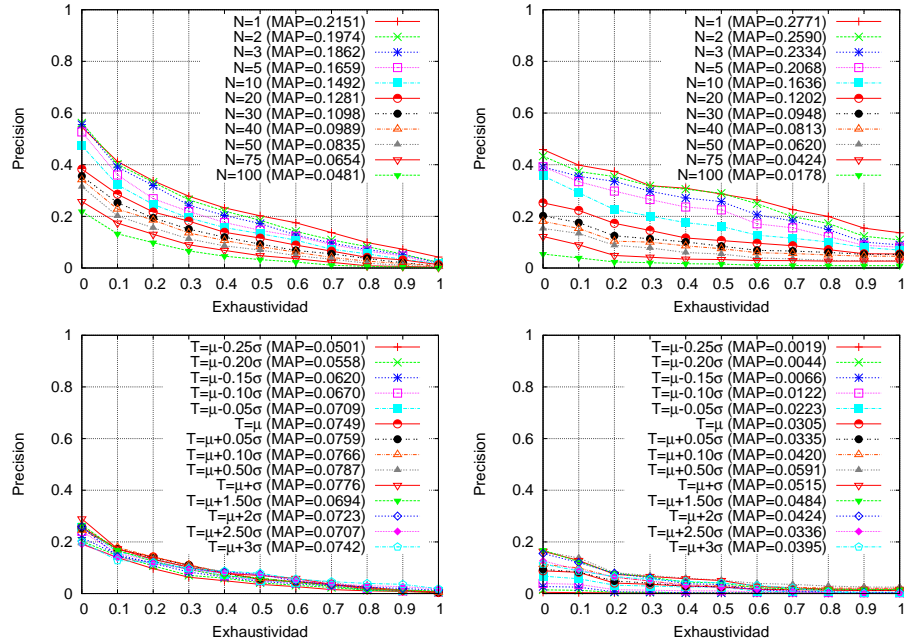 1
0.8
0.6
0.4
0.2
0
Precision
N=1 (MAP=0.2151)
N=2 (MAP=0.1974)
N=3 (MAP=0.1862)
N=5 (MAP=0.1659)
N=10 (MAP=0.1492)
N=20 (MAP=0.1281)
N=30 (MAP=0.1098)
N=40 (MAP=0.0989)
N=50 (MAP=0.0835)
N=75 (MAP=0.0654)
N=100 (MAP=0.0481)
0 0.1 0.2 0.3 0.4 0.5 0.6 0.7 0.8 0.9 1
Exhaustividad
1
0.8
0.6
0.4
0.2
0
Precision
N=1 (MAP=0.2771)
N=2 (MAP=0.2590)
N=3 (MAP=0.2334)
N=5 (MAP=0.2068)
N=10 (MAP=0.1636)
N=20 (MAP=0.1202)
N=30 (MAP=0.0948)
N=40 (MAP=0.0813)
N=50 (MAP=0.0620)
N=75 (MAP=0.0424)
N=100 (MAP=0.0178)
0 0.1 0.2 0.3 0.4 0.5 0.6 0.7 0.8 0.9 1
Exhaustividad
1
0.8
0.6
0.4
0.2
0
Precision
T=μ-0.25σ (MAP=0.0501)
T=μ-0.20σ (MAP=0.0558)
T=μ-0.15σ (MAP=0.0620)
T=μ-0.10σ (MAP=0.0670)
T=μ-0.05σ (MAP=0.0709)
T=μ (MAP=0.0749)
T=μ+0.05σ (MAP=0.0759)
T=μ+0.10σ (MAP=0.0766)
T=μ+0.50σ (MAP=0.0787)
T=μ+σ (MAP=0.0776)
T=μ+1.50σ (MAP=0.0694)
T=μ+2σ (MAP=0.0723)
T=μ+2.50σ (MAP=0.0707)
T=μ+3σ (MAP=0.0742)
0 0.1 0.2 0.3 0.4 0.5 0.6 0.7 0.8 0.9 1
Exhaustividad
1
0.8
0.6
0.4
0.2
0
Precision
T=μ-0.25σ (MAP=0.0019)
T=μ-0.20σ (MAP=0.0044)
T=μ-0.15σ (MAP=0.0066)
T=μ-0.10σ (MAP=0.0122)
T=μ-0.05σ (MAP=0.0223)
T=μ (MAP=0.0305)
T=μ+0.05σ (MAP=0.0335)
T=μ+0.10σ (MAP=0.0420)
T=μ+0.50σ (MAP=0.0591)
T=μ+σ (MAP=0.0515)
T=μ+1.50σ (MAP=0.0484)
T=μ+2σ (MAP=0.0424)
T=μ+2.50σ (MAP=0.0336)
T=μ+3σ (MAP=0.0395)
0 0.1 0.2 0.3 0.4 0.5 0.6 0.7 0.8 0.9 1
Exhaustividad